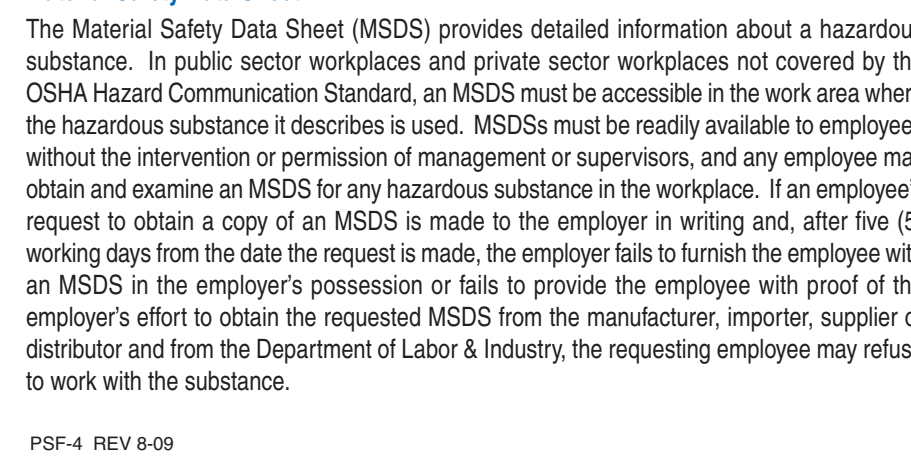 The Material Safety Data Sheet (MSDS) provides detailed information about a hazardou
substance. In public sector workplaces and private sector workplaces not covered by th
OSHA Hazard Communication Standard, an MSDS must be accessible in the work area wher
the hazardous substance it describes is used. MSDSs must be readily available to employee
without the intervention or permission of management or supervisors, and any employee ma
obtain and examine an MSDS for any hazardous substance in the workplace. If an employee'
request to obtain a copy of an MSDS is made to the employer in writing and, after five (5
working days from the date the request is made, the employer fails to furnish the employee wit
an MSDS in the employer's possession or fails to provide the employee with proof of th
employer's effort to obtain the requested MSDS from the manufacturer, importer, supplier o
distributor and from the Department of Labor & Industry, the requesting employee may refus
to work with the substance.
PSF-4 REV 8-09